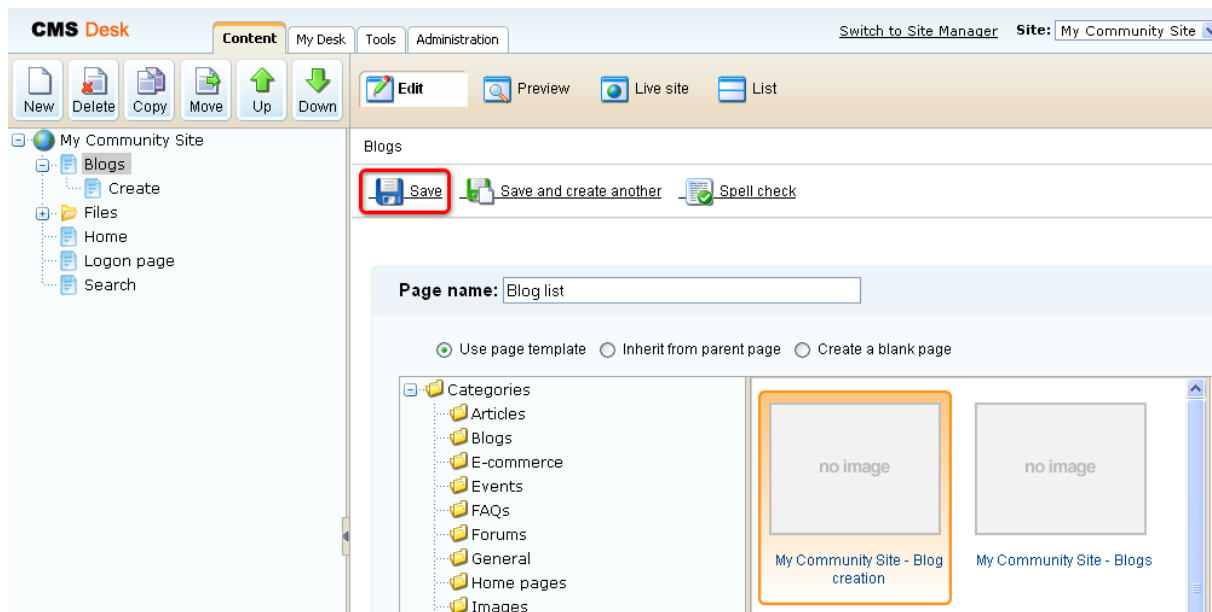 CMS Desk
Content
My Desk
Tools
Administration
Switch to Site Manager
Site: My Community Site
New
Delete
Copy
Move
Up
Down
Edit
Preview
Live site
List
My Community Site
Blogs
Create
Files
Home
Logon page
Search
Blogs
Save
Save and create another
Spell check
Page name: Blog list
Use page template
Inherit from parent page
Create a blank page
Categories
Articles
Blogs
E-commerce
Events
FAQs
Forums
General
Home pages
Images
no image
My Community Site - Blog
creation
no image
My Community Site - Blogs